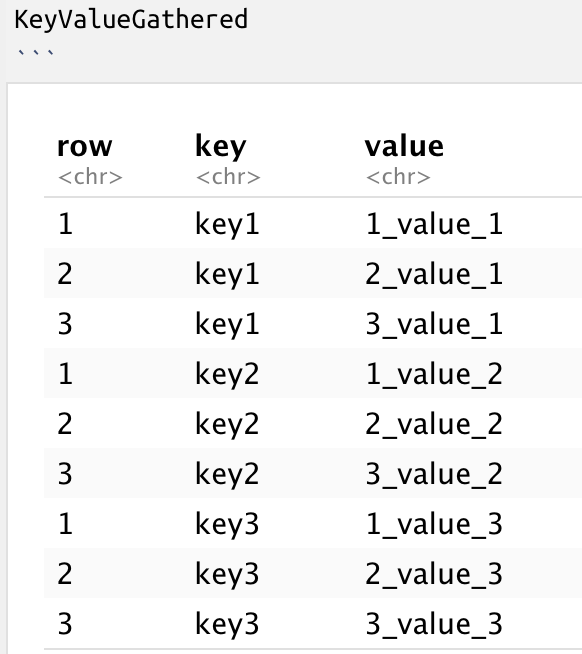 KeyValueGathered
```
row key value
<chr> <chr> <chr>
1 key1 1_value_1
2 key1 2_value_1
3 key1 3_value_1
1 key2 1_value_2
2 key2 2_value_2
3 key2 3_value_2
1 key3 1_value_3
2 key3 2_value_3
3 key3 3_value_3